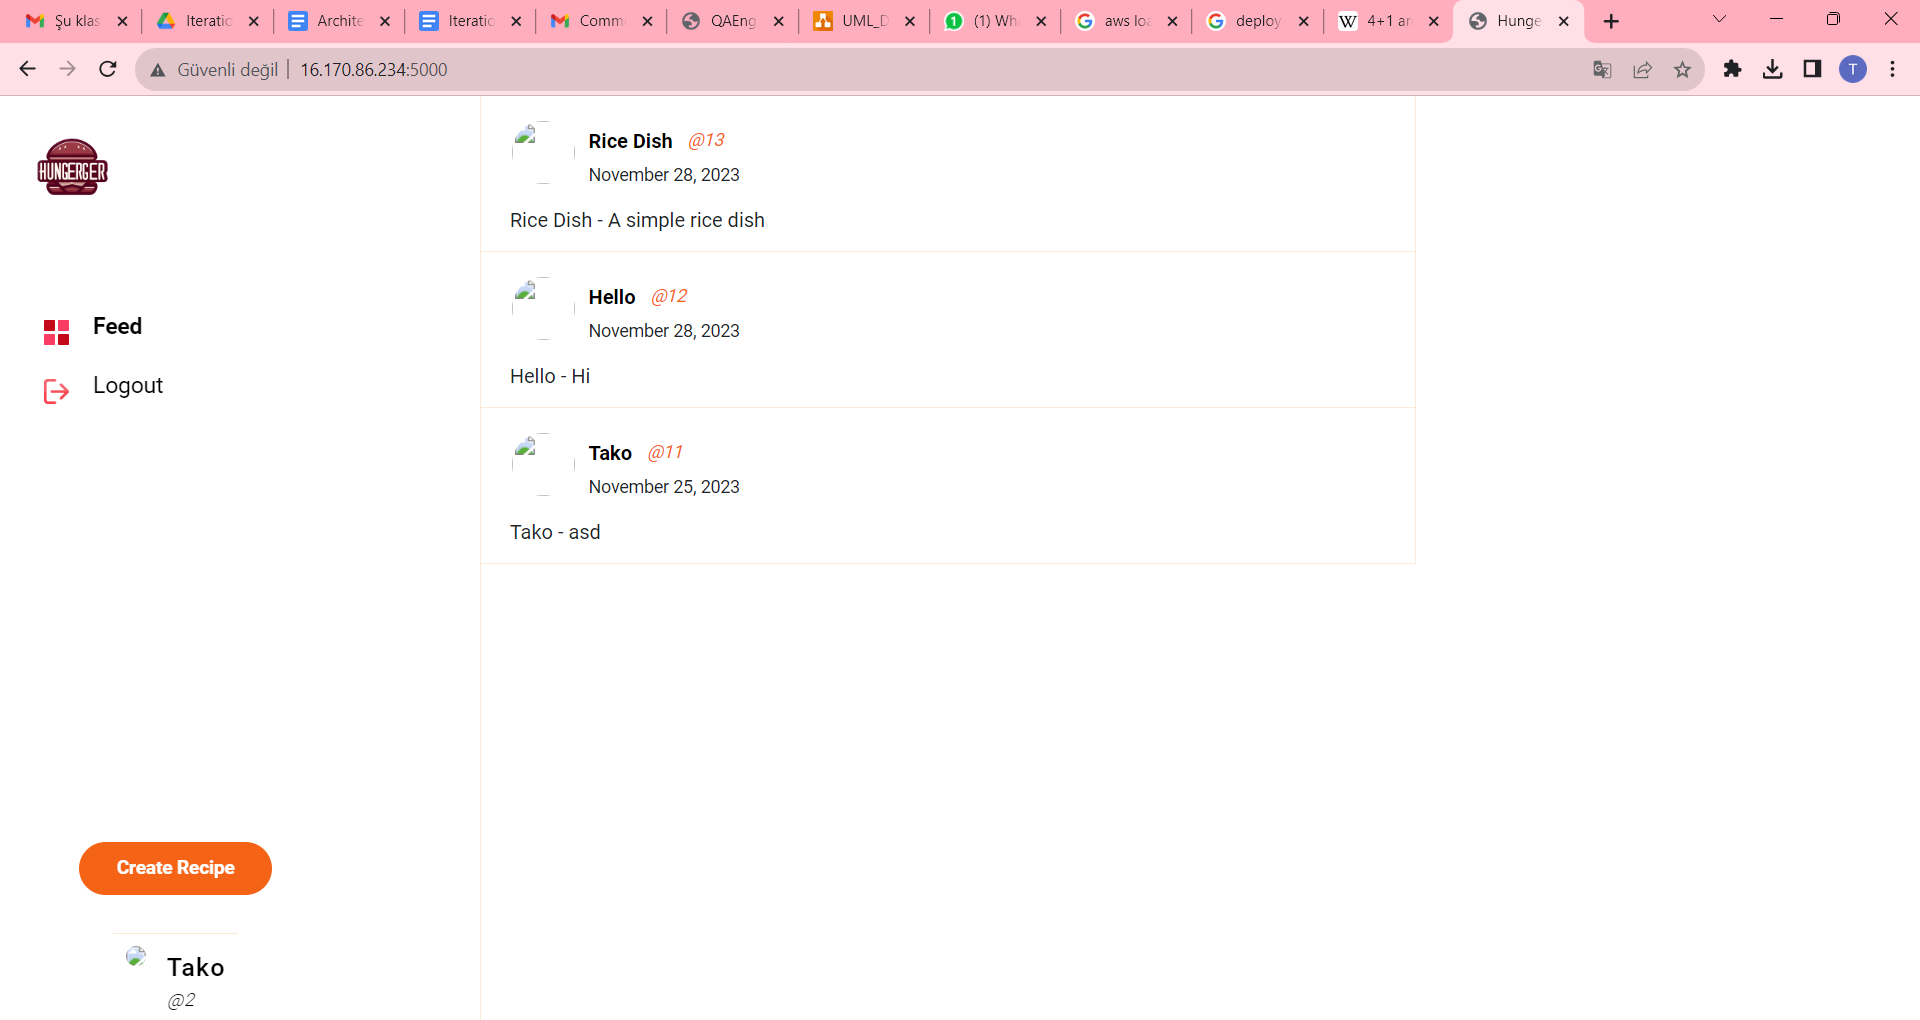 Şu klas
Iteratio
Archite
Iteratio
Comm
QAEng
UML_D
(1) Wh
aws loa
deploy
W 4+1 ar
Hunge
Güvenli değil 16.170.86.234:5000
T
HUNGERGER
Feed
Logout
Create Recipe
Tako
@2
Rice Dish @13
November 28, 2023
Rice Dish - A simple rice dish
Hello @12
November 28, 2023
Hello - Hi
Tako @11
November 25, 2023
Tako - asd